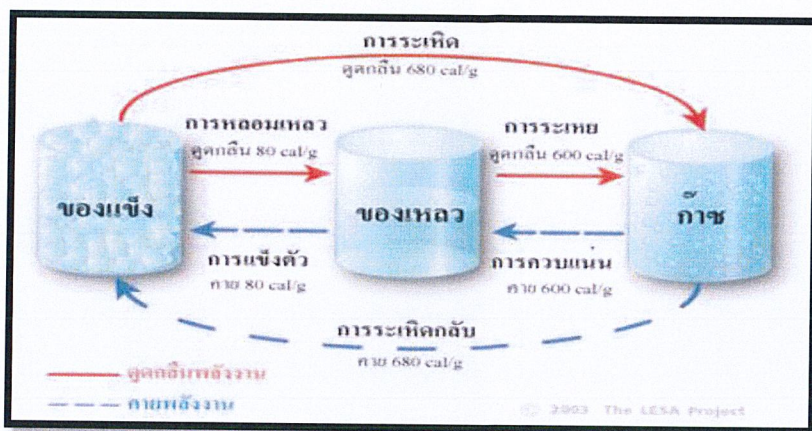 การระเหิด
ดูดกลืน 680 cal/g
การหลอมเหลว
ดูดกลืน 80 cal/g
การระเหย
ดูดกลืน 600 cal/g
ของแข็ง
ของเหลว
ก๊าซ
การแข็งตัว
คาย 80 cal/g
การควบแน่น
คาย 600 cal/g
การระเหิดกลับ
คาย 680 cal/g
ดูดกลืนพลังงาน
คายพลังงาน
© 2003 The LESA Project